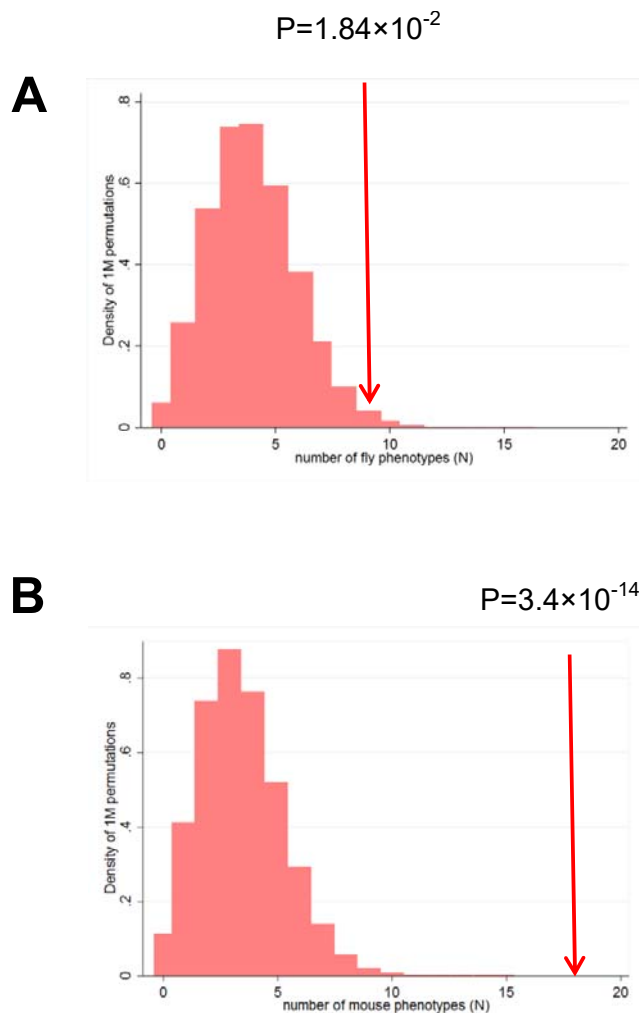 P=1.84×10⁻²
A
Density of 1M permutations
.8
.6
.4
.2
0
0 5 10 15 20
number of fly phenotypes (N)
P=3.4×10⁻¹⁴
B
Density of 1M permutations
.8
.6
.4
.2
0
0 5 10 15 20
number of mouse phenotypes (N)